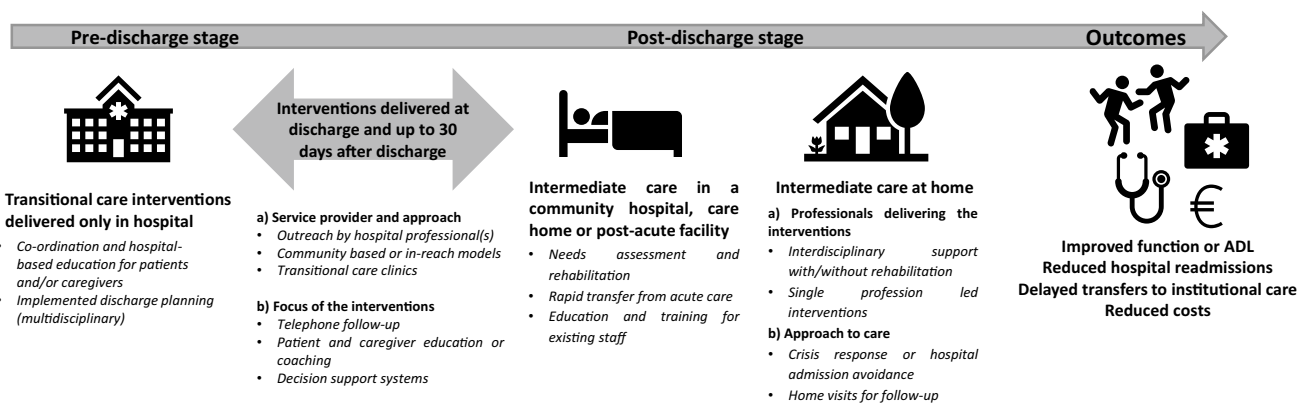 Pre-discharge stage
Post-discharge stage
Outcomes
Transitional care interventions
delivered only in hospital
• Co-ordination and hospital-
based education for patients
and/or caregivers
• Implemented discharge planning
(multidisciplinary)
Interventions delivered at
discharge and up to 30
days after discharge
a) Service provider and approach
• Outreach by hospital professional(s)
• Community based or in-reach models
• Transitional care clinics
b) Focus of the interventions
• Telephone follow-up
• Patient and caregiver education or
coaching
• Decision support systems
Intermediate care in a
community hospital, care
home or post-acute facility
• Needs assessment and
rehabilitation
• Rapid transfer from acute care
• Education and training for
existing staff
Intermediate care at home
a) Professionals delivering the
interventions
• Interdisciplinary support
with/without rehabilitation
• Single profession led
interventions
b) Approach to care
• Crisis response or hospital
admission avoidance
• Home visits for follow-up
€
Improved function or ADL
Reduced hospital readmissions
Delayed transfers to institutional care
Reduced costs